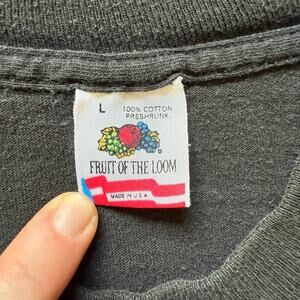 L 100% COTTON
PRESHRUNK
®
FRUIT OF THE LOOM
MADE IN U.S.A.